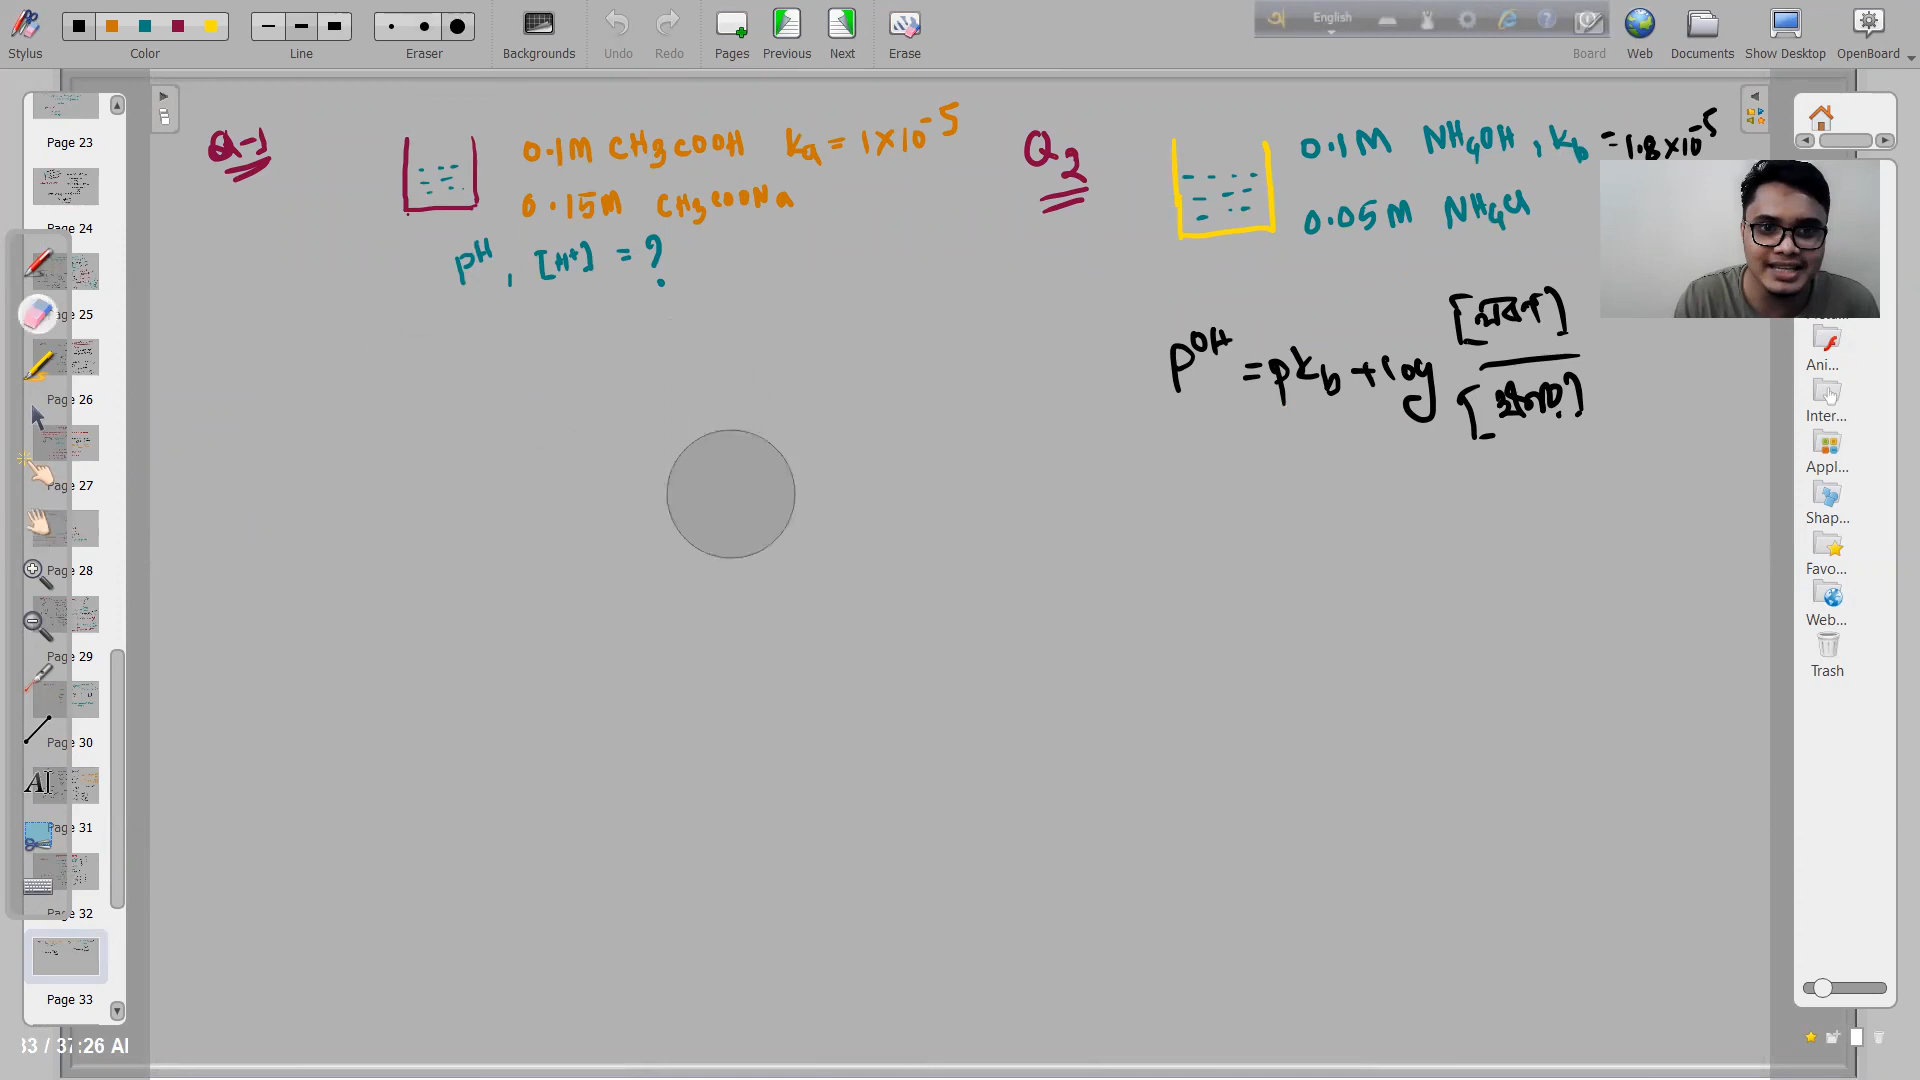 Stylus
Color
Line
Eraser
Backgrounds
Undo
Redo
Pages
Previous
Next
Erase
English
Board
Web
Documents
Show Desktop
OpenBoard
Page 23
Page 24
Page 25
Page 26
Page 27
Page 28
Page 29
Page 30
Page 31
Page 32
Page 33
Q-1
0.1M CH3COOH ka = 1×10^-5
0.15M CH3COONa
pH, [H+] = ?
Q2
0.1M NH4OH, kb = 1.8×10^-5
0.05M NH4Cl
pOH = pkb + log [লবণ] / [ক্ষারক]
Ani...
Inter...
Appl...
Shap...
Favo...
Web...
Trash